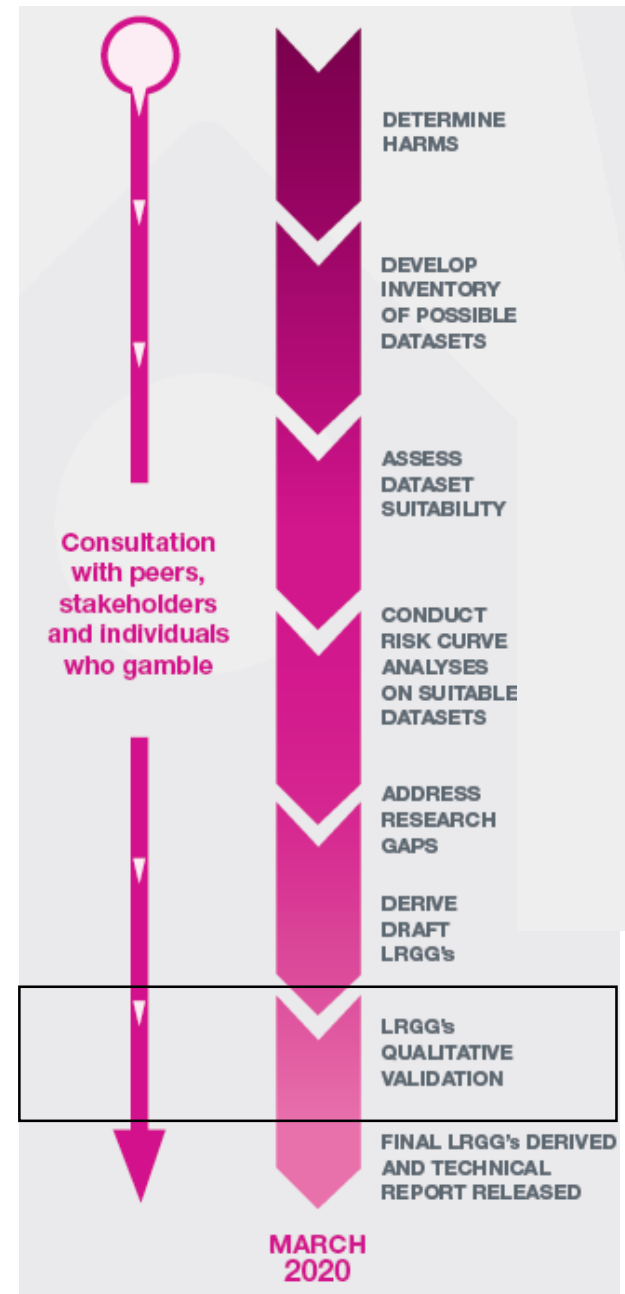 DETERMINE
HARMS
DEVELOP
INVENTORY
OF POSSIBLE
DATASETS
ASSESS
DATASET
SUITABILITY
Consultation
with peers,
stakeholders
and individuals
who gamble
CONDUCT
RISK CURVE
ANALYSES
ON SUITABLE
DATASETS
ADDRESS
RESEARCH
GAPS
DERIVE
DRAFT
LRGG's
LRGG's
QUALITATIVE
VALIDATION
FINAL LRGG's DERIVED
AND TECHNICAL
REPORT RELEASED
MARCH
2020